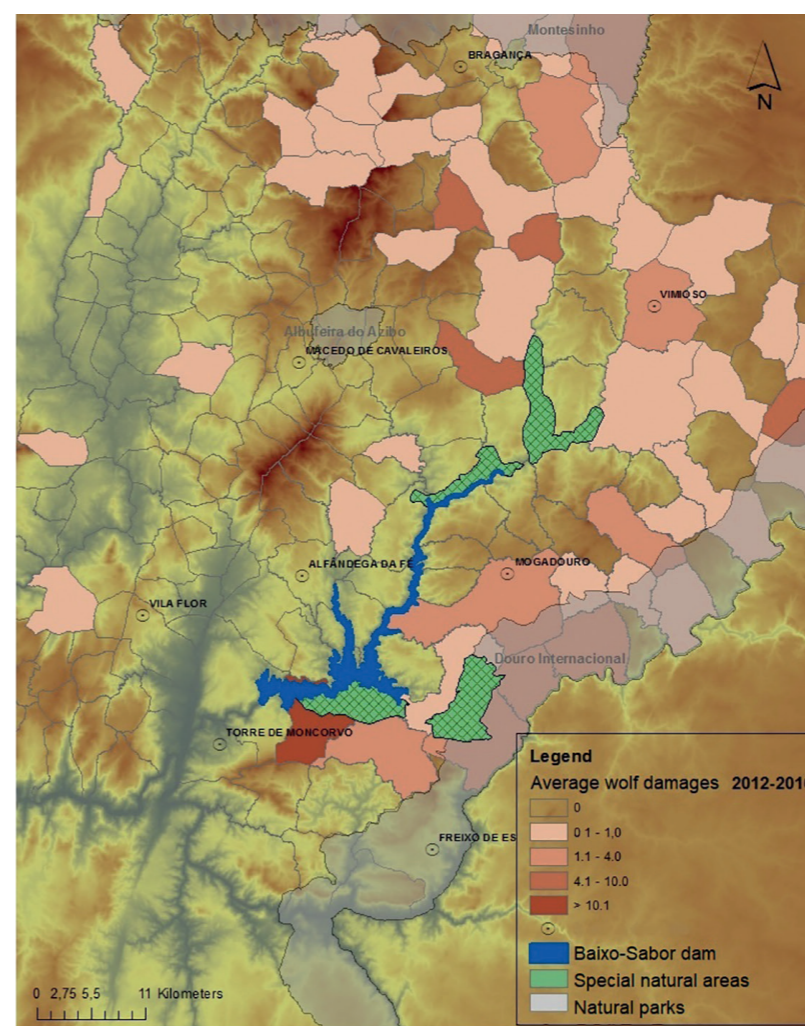 Montesinho
BRAGANÇA
N
VIMIOSO
Albufeira do Azibo
MACEDO DE CAVALEIROS
ALFÂNDEGA DA FÉ
MOGADOURO
VILA FLOR
Douro Internacional
TORRE DE MONCORVO
FREIXO DE ES
Legend
Average wolf damages 2012-2016
0
0.1 - 1,0
1.1 - 4.0
4.1 - 10.0
> 10.1
Baixo-Sabor dam
Special natural areas
Natural parks
0 2,75 5,5 11 Kilometers